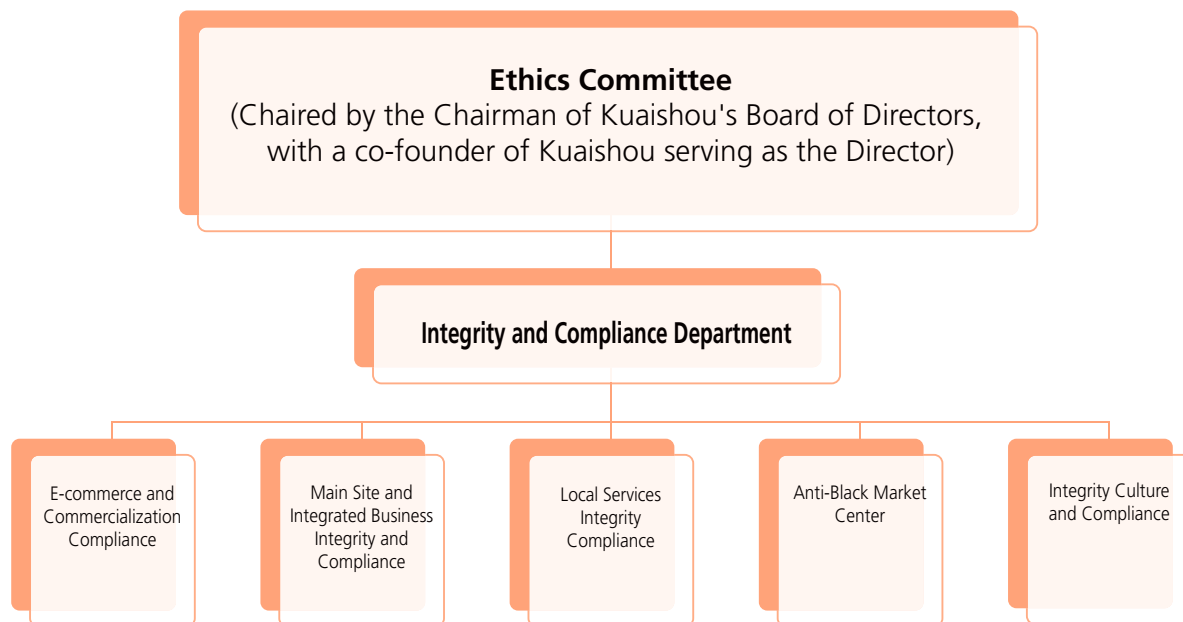 Ethics Committee
(Chaired by the Chairman of Kuaishou's Board of Directors,
with a co-founder of Kuaishou serving as the Director)
Integrity and Compliance Department
E-commerce and
Commercialization
Compliance
Main Site and
Integrated Business
Integrity and
Compliance
Local Services
Integrity
Compliance
Anti-Black Market
Center
Integrity Culture
and Compliance